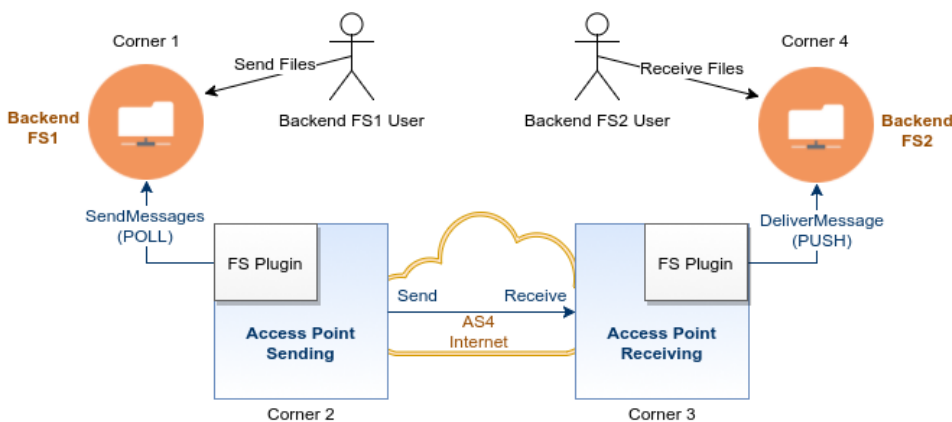 Corner 1
Corner 4
Send Files
Receive Files
Backend
FS1
Backend FS1 User
Backend FS2 User
Backend
FS2
SendMessages
(POLL)
DeliverMessage
(PUSH)
FS Plugin
FS Plugin
Send
Receive
AS4
Internet
Access Point
Sending
Access Point
Receiving
Corner 2
Corner 3